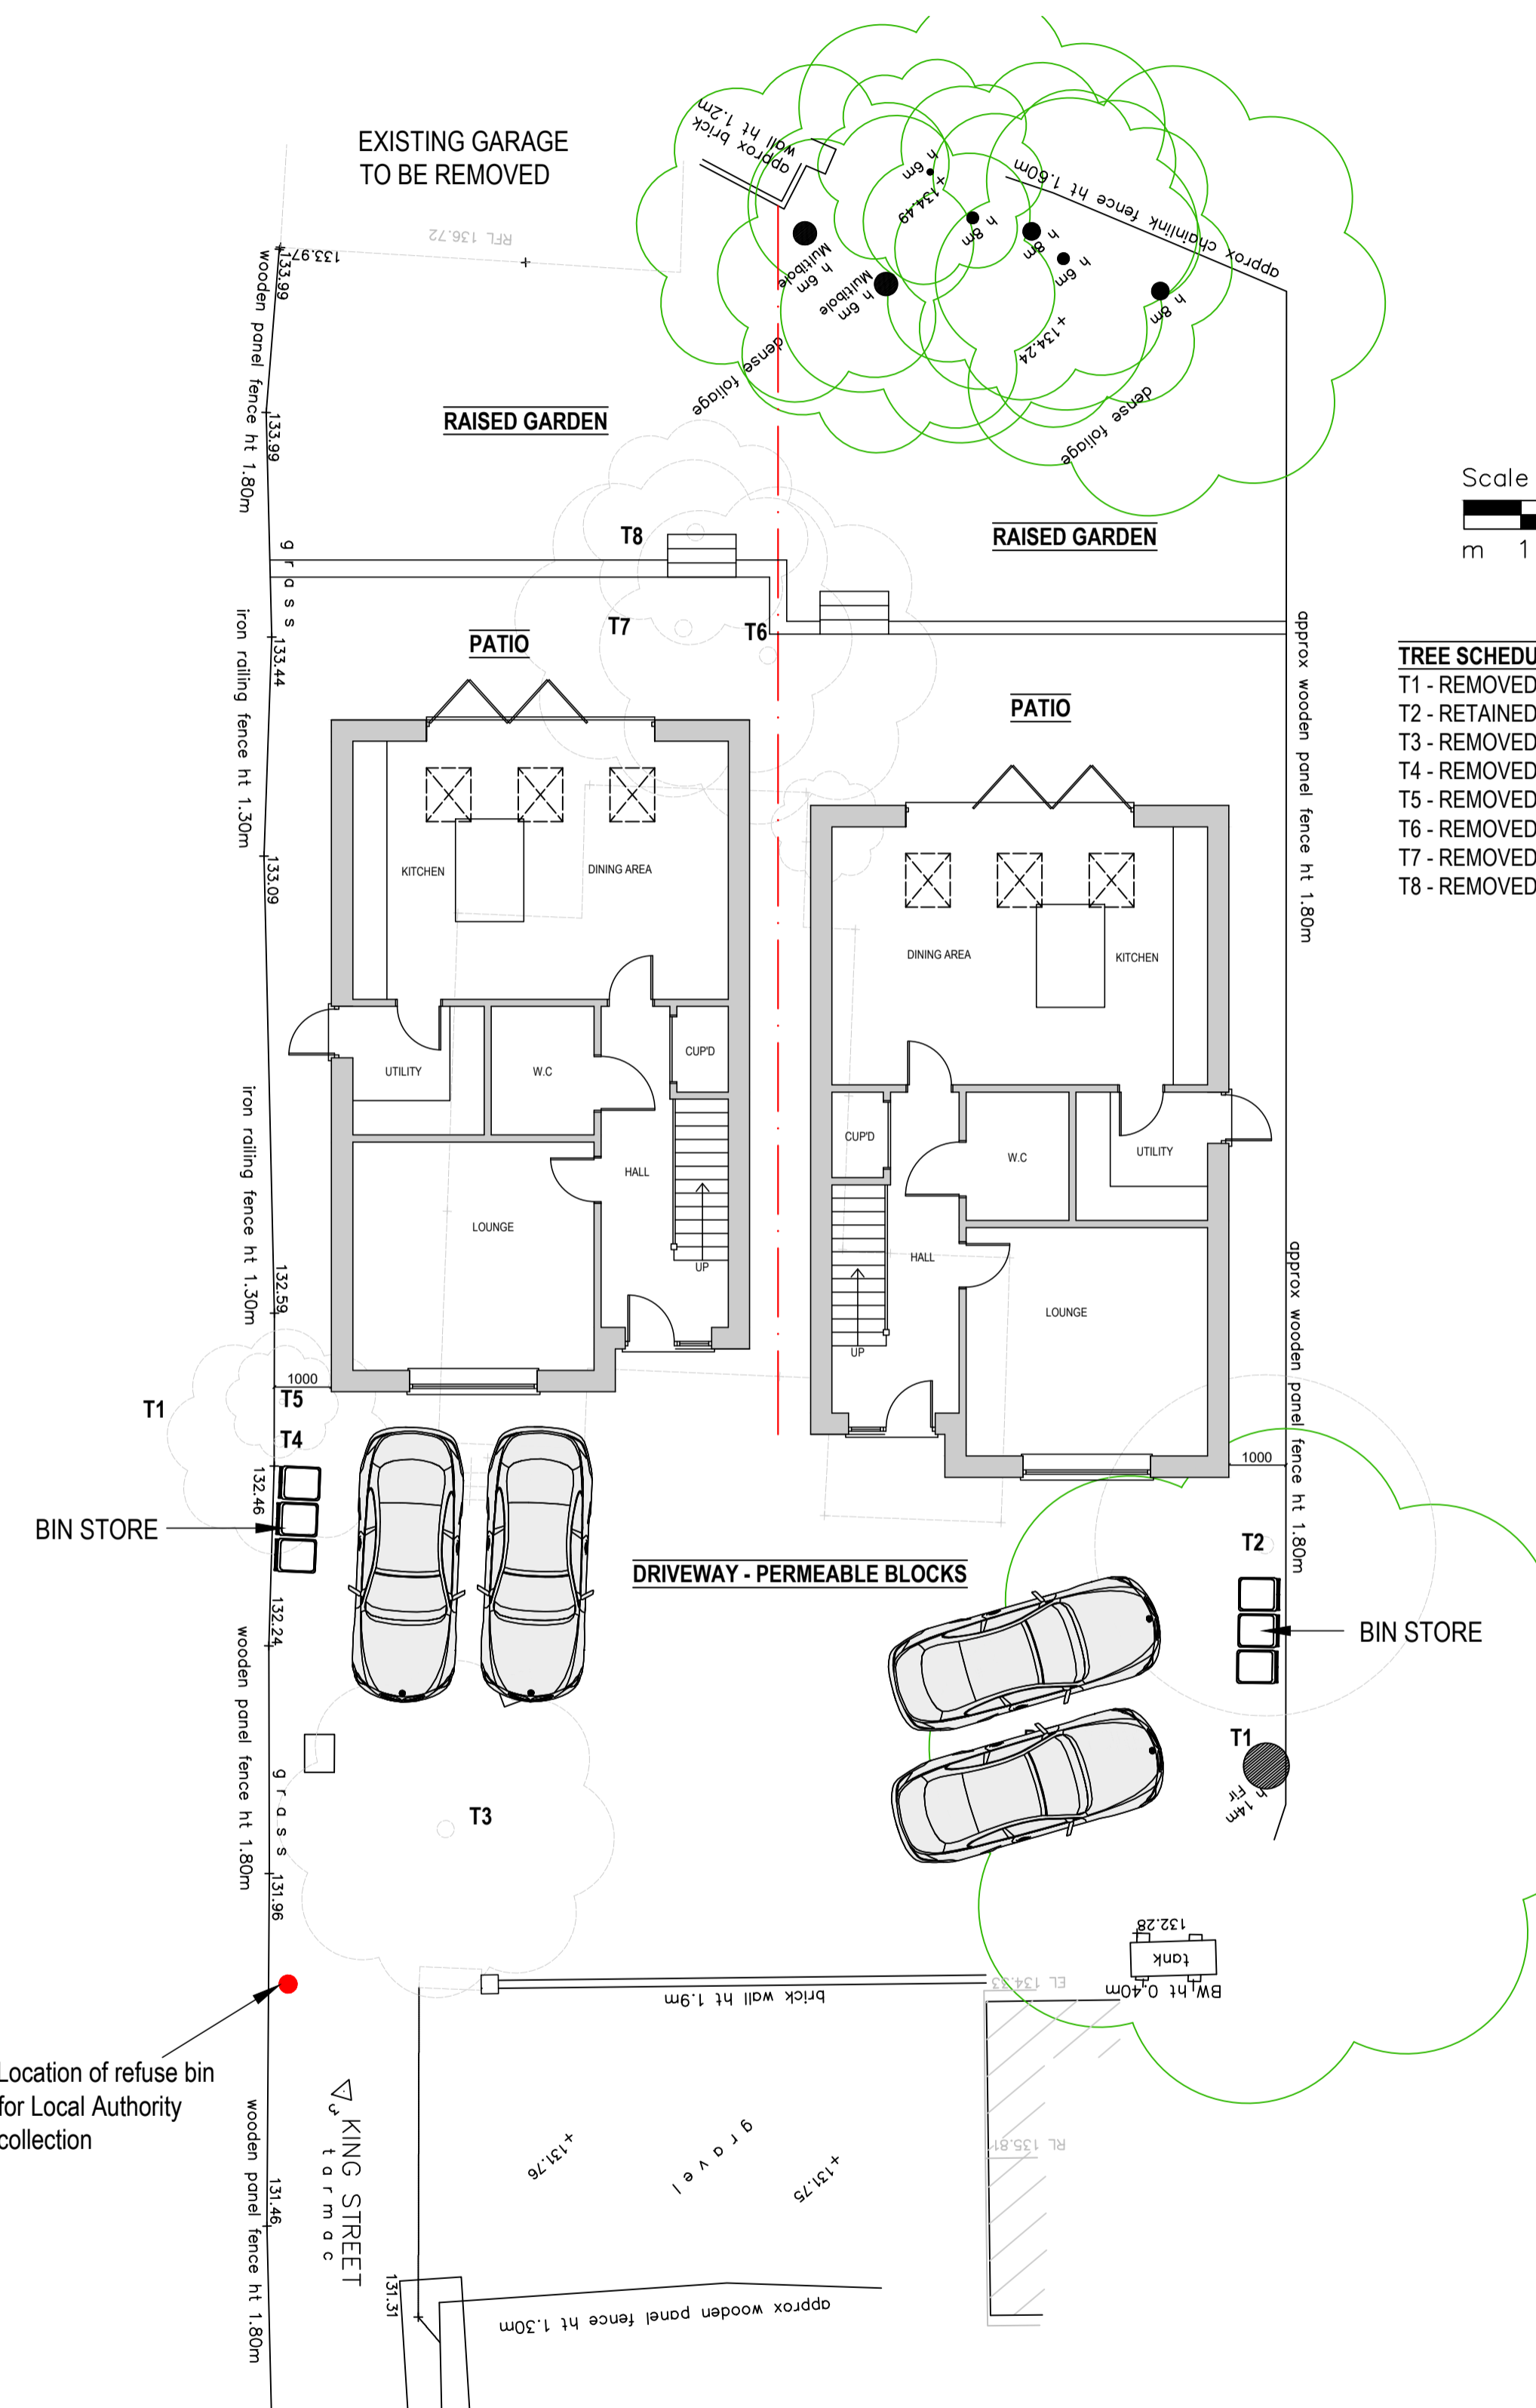 EXISTING GARAGE
TO BE REMOVED
RFL 136.72
133.97
133.99
wooden panel fence ht 1.80m
133.99
approx brick
wall ht 1.2m
h 6m
+134.49
h 8m
h 8m
h 6m
h 8m
h 6m
Multibole
h 6m
Multibole
+134.24
approx chainlink fence ht 1.60m
dense foliage
dense foliage
RAISED GARDEN
RAISED GARDEN
Scale
m 1
grass
T8
T7
T6
133.44
iron railing fence ht 1.30m
133.09
PATIO
PATIO
approx wooden panel fence ht 1.80m
TREE SCHEDU
T1 - REMOVED
T2 - RETAINED
T3 - REMOVED
T4 - REMOVED
T5 - REMOVED
T6 - REMOVED
T7 - REMOVED
T8 - REMOVED
KITCHEN
DINING AREA
DINING AREA
KITCHEN
UTILITY
W.C
CUP'D
HALL
LOUNGE
UP
CUP'D
W.C
UTILITY
HALL
LOUNGE
UP
iron railing fence ht 1.30m
132.59
approx wooden panel fence ht 1.80m
1000
1000
T1
T5
T4
132.46
BIN STORE
132.24
DRIVEWAY - PERMEABLE BLOCKS
T2
BIN STORE
T1
h 14m
Fir
wooden panel fence ht 1.80m
grass
T3
131.96
132.28
tank
BW ht 0.40m
EL 134.33
brick wall ht 1.9m
Location of refuse bin
for Local Authority
collection
3
KING STREET
tarmac
+131.76
gravel
+131.75
RL 135.81
wooden panel fence ht 1.80m
131.46
131.31
approx wooden panel fence ht 1.30m